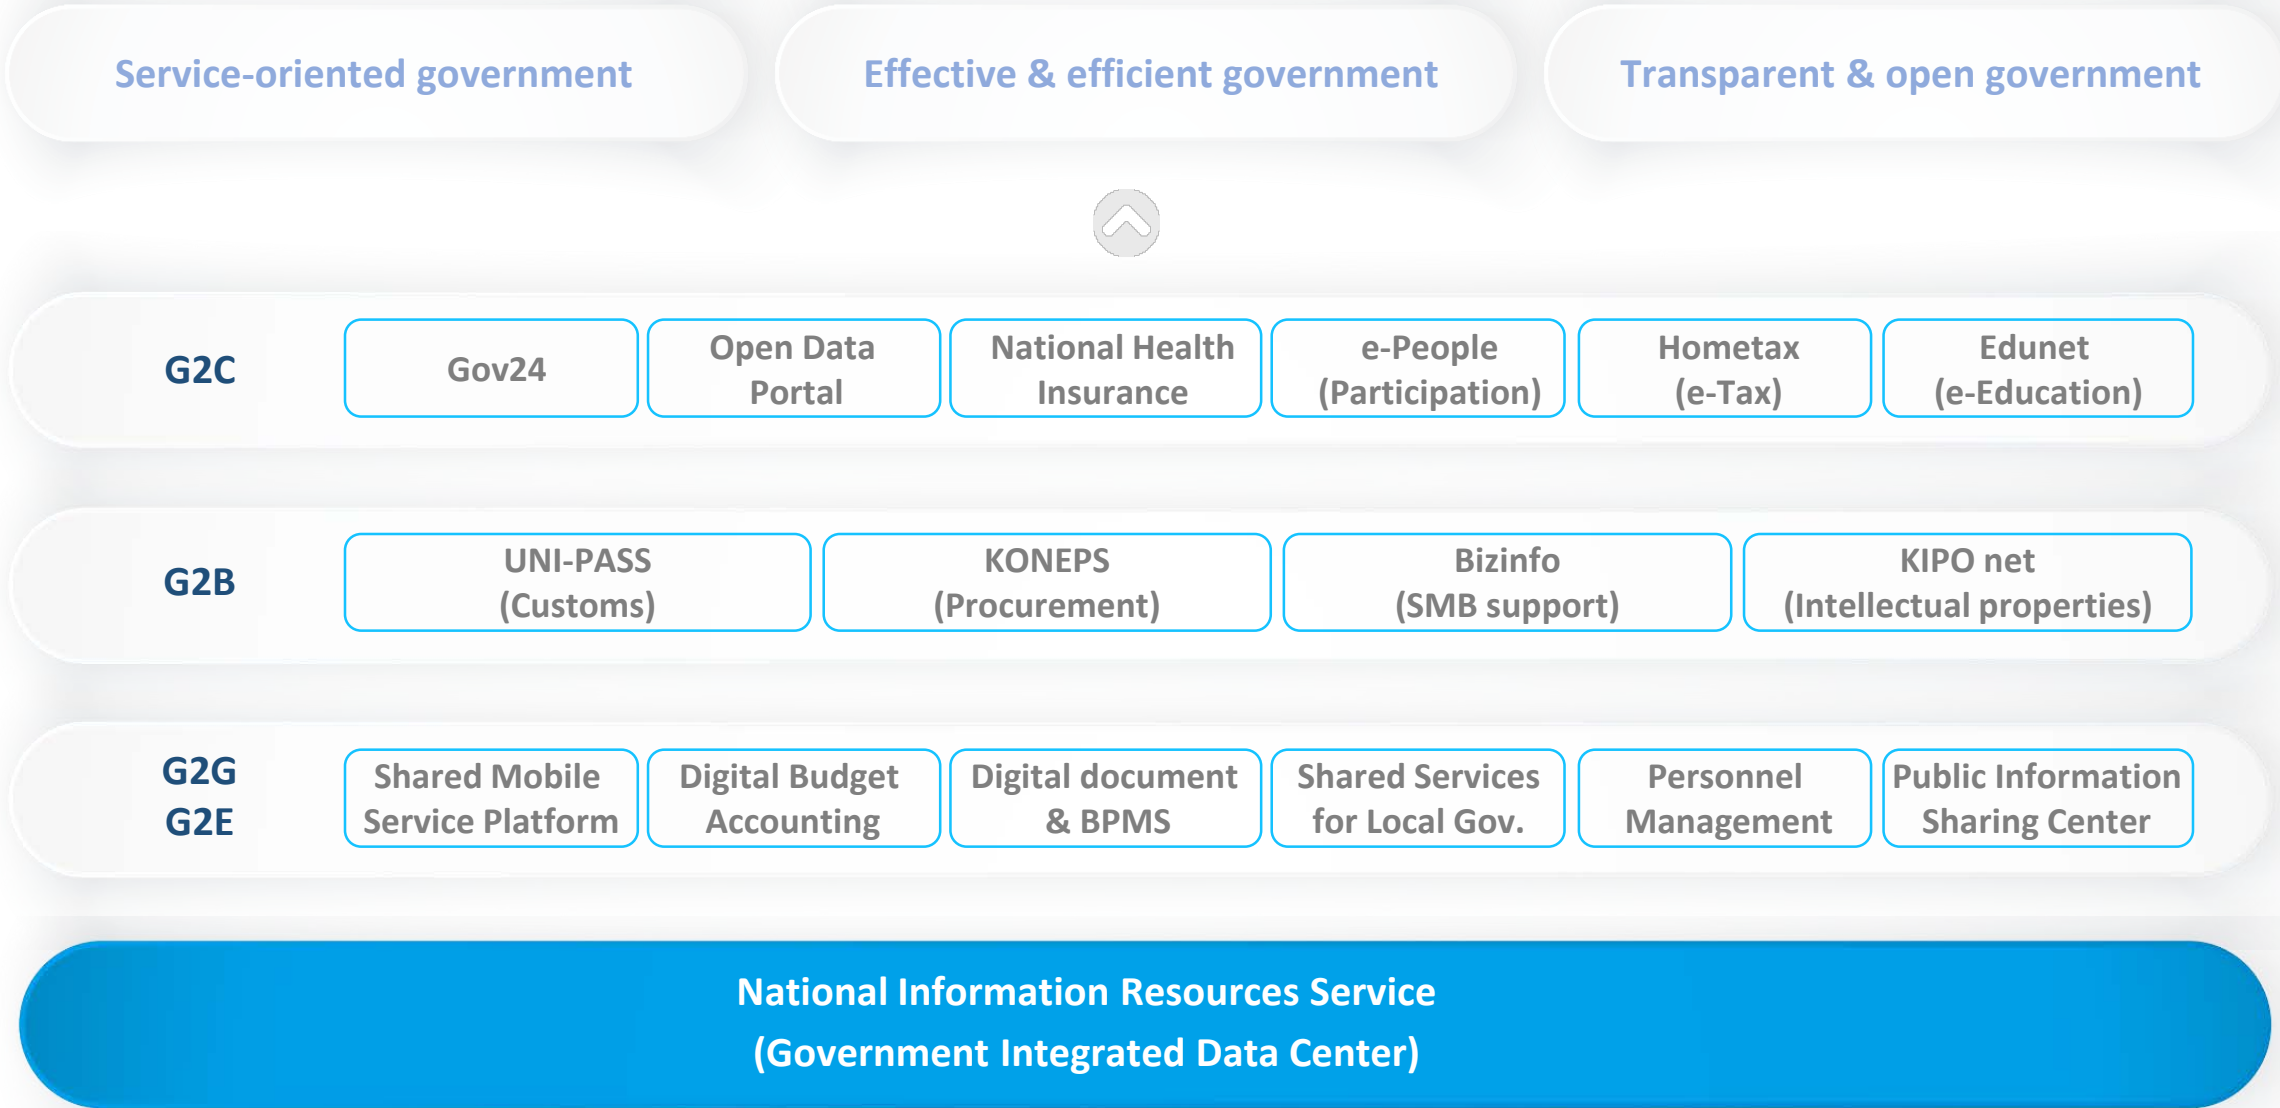 Service-oriented government
Effective & efficient government
Transparent & open government
G2C
Gov24
Open Data
Portal
National Health
Insurance
e-People
(Participation)
Hometax
(e-Tax)
Edunet
(e-Education)
G2B
UNI-PASS
(Customs)
KONEPS
(Procurement)
Bizinfo
(SMB support)
KIPO net
(Intellectual properties)
G2G
G2E
Shared Mobile
Service Platform
Digital Budget
Accounting
Digital document
& BPMS
Shared Services
for Local Gov.
Personnel
Management
Public Information
Sharing Center
National Information Resources Service
(Government Integrated Data Center)